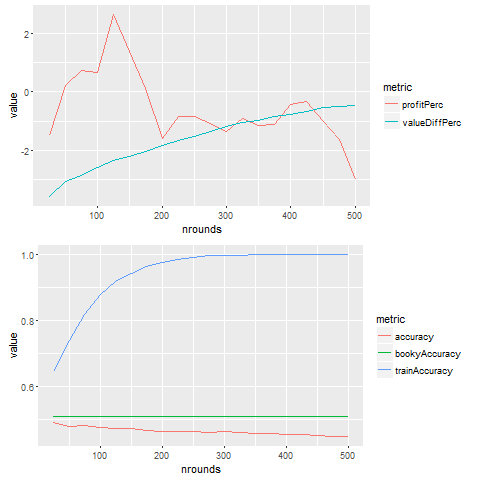 2
0
-2
value
100
200
300
400
500
nrounds
metric
profitPerc
valueDiffPerc
1.0
0.8
0.6
value
100
200
300
400
500
nrounds
metric
accuracy
bookyAccuracy
trainAccuracy